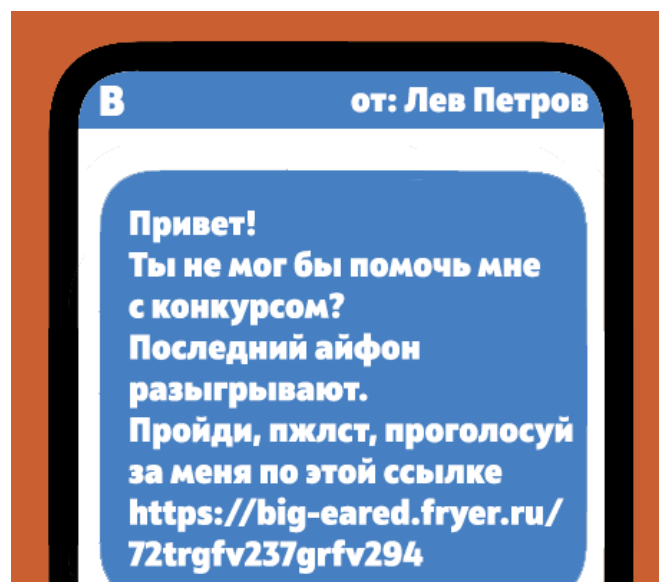 В
от: Лев Петров
Привет!
Ты не мог бы помочь мне
с конкурсом?
Последний айфон
разыгрывают.
Пройди, пжлст, проголосуй
за меня по этой ссылке
https://big-eared.fryer.ru/
72trgfv237grfv294